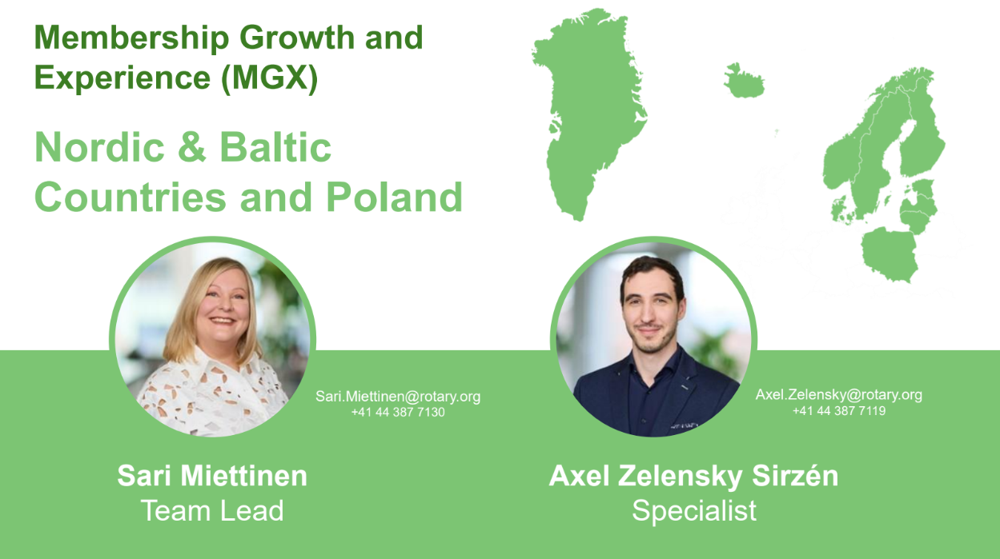 Membership Growth and
Experience (MGX)
Nordic & Baltic
Countries and Poland
Sari.Miettinen@rotary.org
+41 44 387 7130
Axel.Zelensky@rotary.org
+41 44 387 7119
Sari Miettinen
Team Lead
Axel Zelensky Sirzén
Specialist